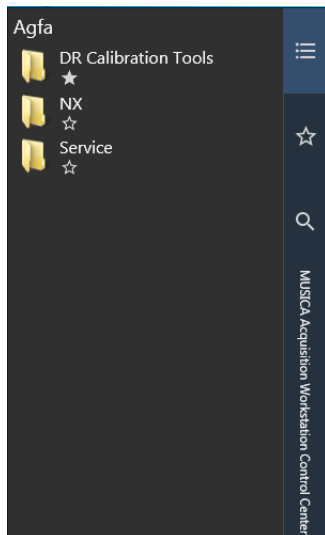 Agfa
DR Calibration Tools
NX
Service
MUSICA Acquisition Workstation Control Center